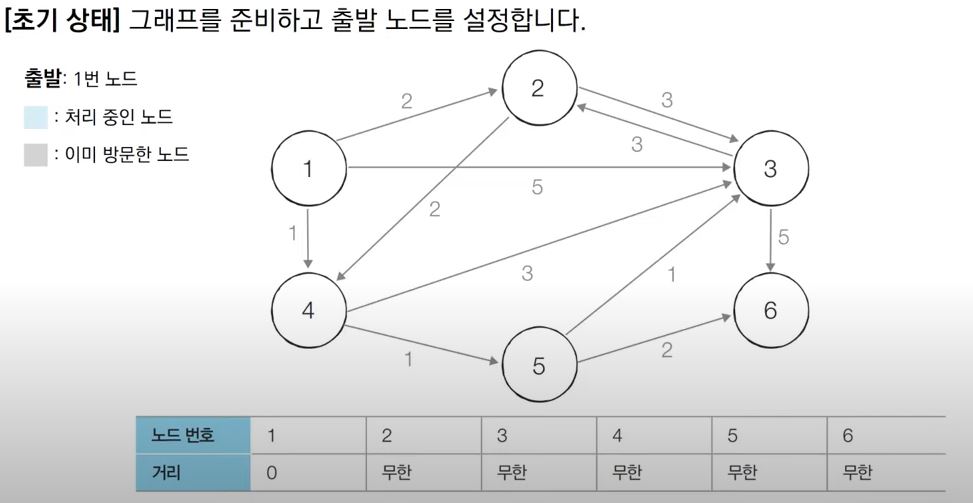 [초기 상태] 그래프를 준비하고 출발 노드를 설정합니다.
출발: 1번 노드
: 처리 중인 노드
: 이미 방문한 노드
2
2
3
3
1
5
3
2
1
5
3
1
4
6
1
5
2
노드 번호 1 2 3 4 5 6
거리 0 무한 무한 무한 무한 무한